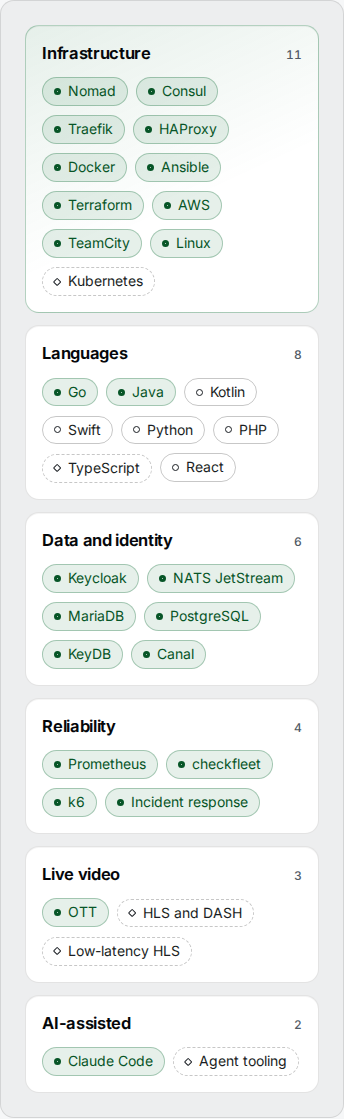 Infrastructure 11
Nomad Consul
Traefik HAProxy
Docker Ansible
Terraform AWS
TeamCity Linux
Kubernetes
Languages 8
Go Java Kotlin
Swift Python PHP
TypeScript React
Data and identity 6
Keycloak NATS JetStream
MariaDB PostgreSQL
KeyDB Canal
Reliability 4
Prometheus checkfleet
k6 Incident response
Live video 3
OTT HLS and DASH
Low-latency HLS
AI-assisted 2
Claude Code Agent tooling